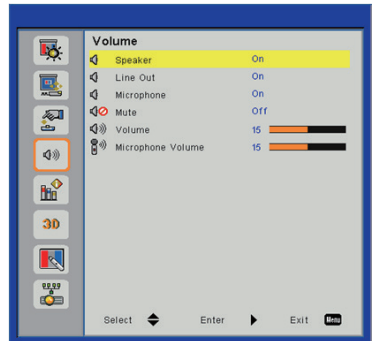 Volume
Speaker On
Line Out On
Microphone On
Mute Off
Volume 15
Microphone Volume 15
3D
Select Enter Exit Menu